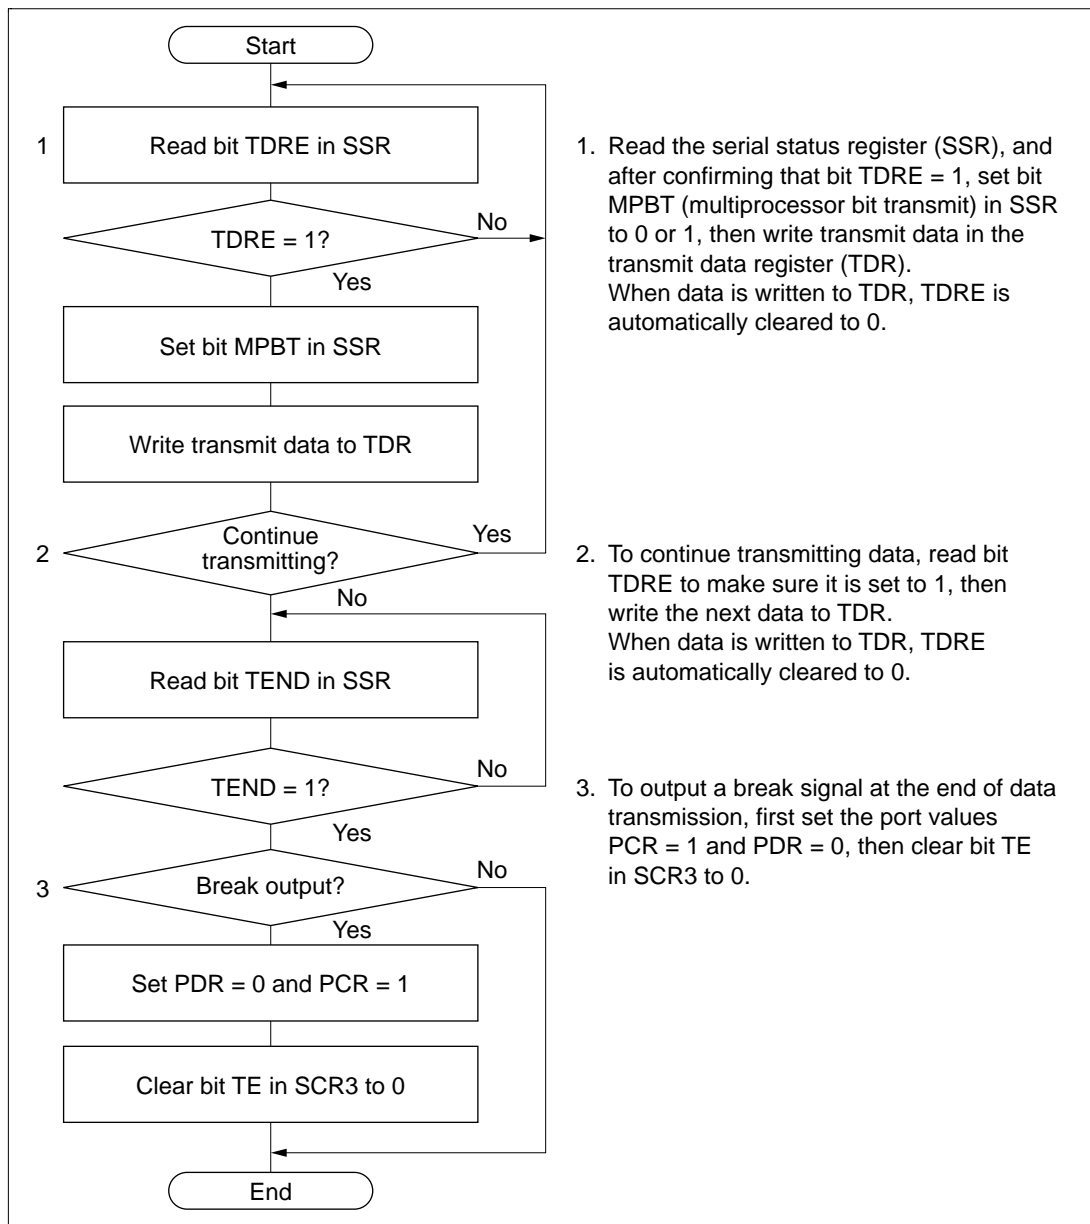 Start
1
Read bit TDRE in SSR
TDRE = 1?
No
Yes
Set bit MPBT in SSR
Write transmit data to TDR
2
Continue
transmitting?
Yes
No
Read bit TEND in SSR
TEND = 1?
No
Yes
3
Break output?
No
Yes
Set PDR = 0 and PCR = 1
Clear bit TE in SCR3 to 0
End
1. Read the serial status register (SSR), and
after confirming that bit TDRE = 1, set bit
MPBT (multiprocessor bit transmit) in SSR
to 0 or 1, then write transmit data in the
transmit data register (TDR).
When data is written to TDR, TDRE is
automatically cleared to 0.
2. To continue transmitting data, read bit
TDRE to make sure it is set to 1, then
write the next data to TDR.
When data is written to TDR, TDRE
is automatically cleared to 0.
3. To output a break signal at the end of data
transmission, first set the port values
PCR = 1 and PDR = 0, then clear bit TE
in SCR3 to 0.